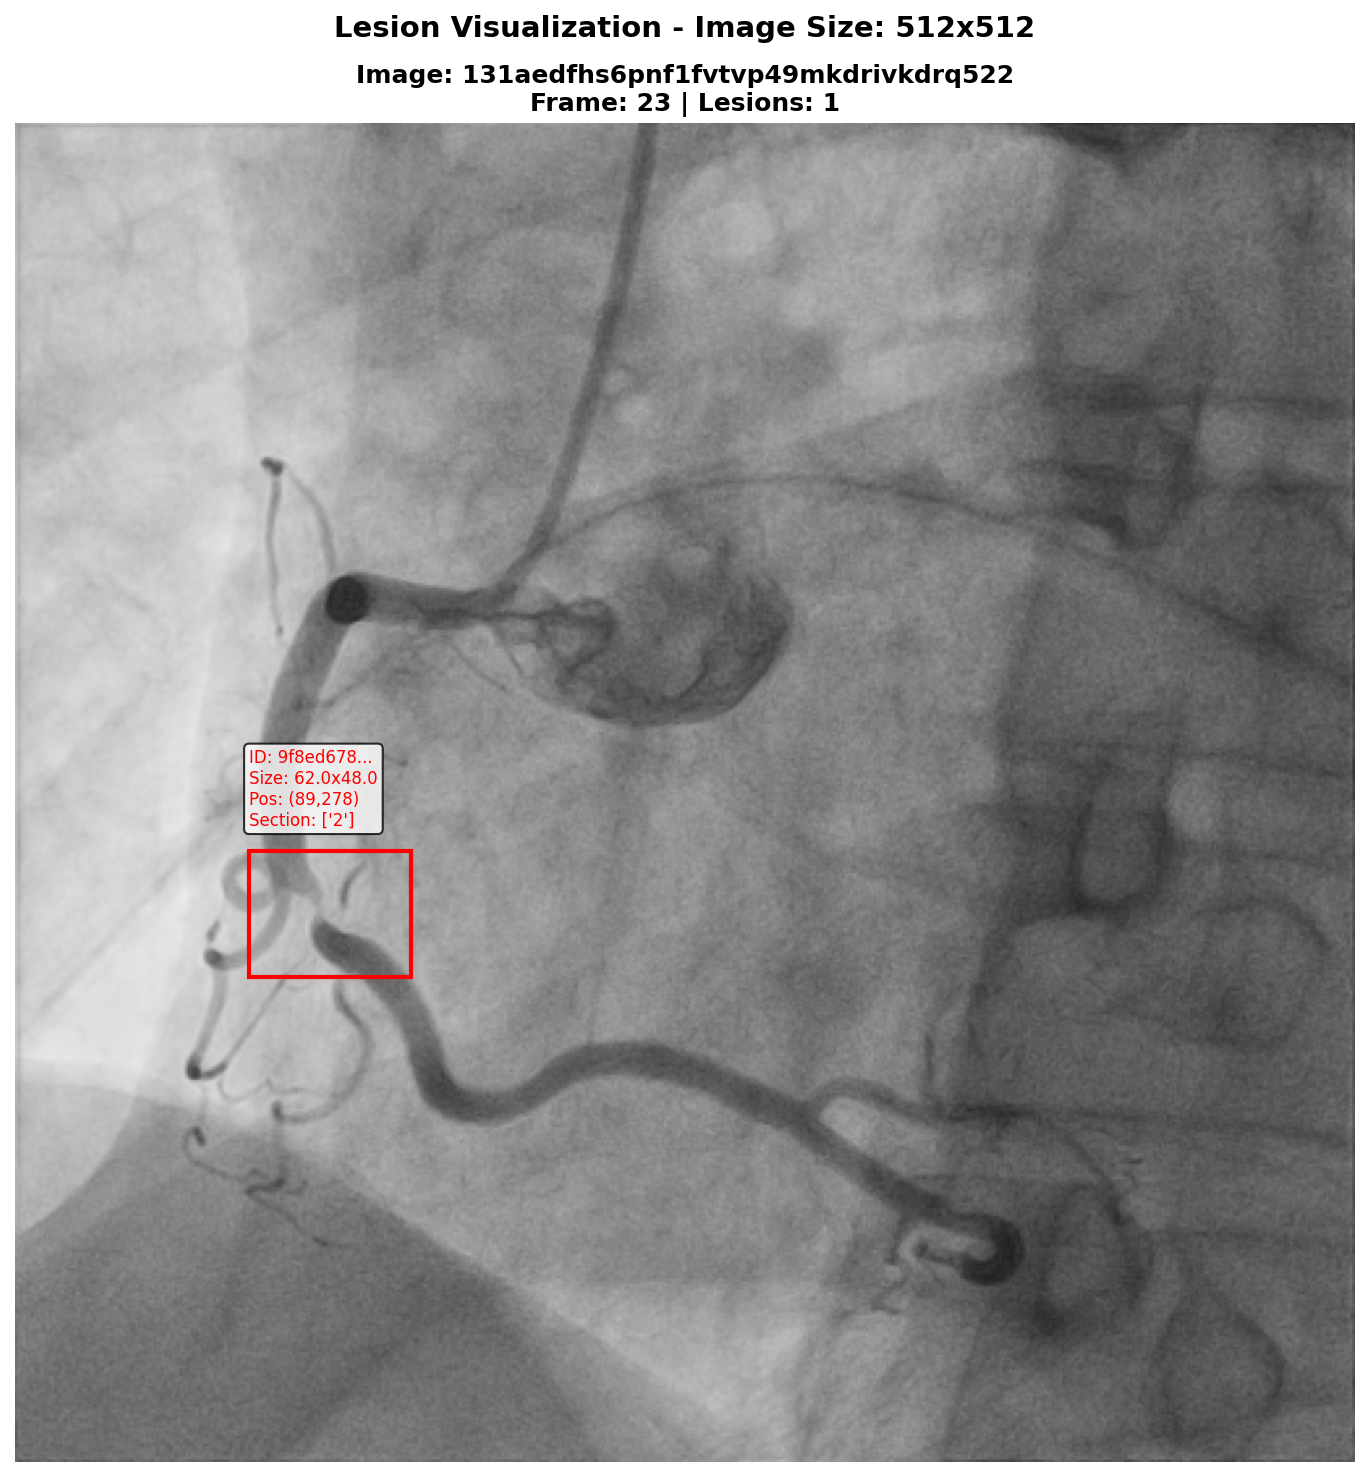 Lesion Visualization - Image Size: 512x512
Image: 131aedfhs6pnf1fvtvp49mkdrivkdrq522
Frame: 23 | Lesions: 1
ID: 9f8ed678...
Size: 62.0x48.0
Pos: (89,278)
Section: ['2']